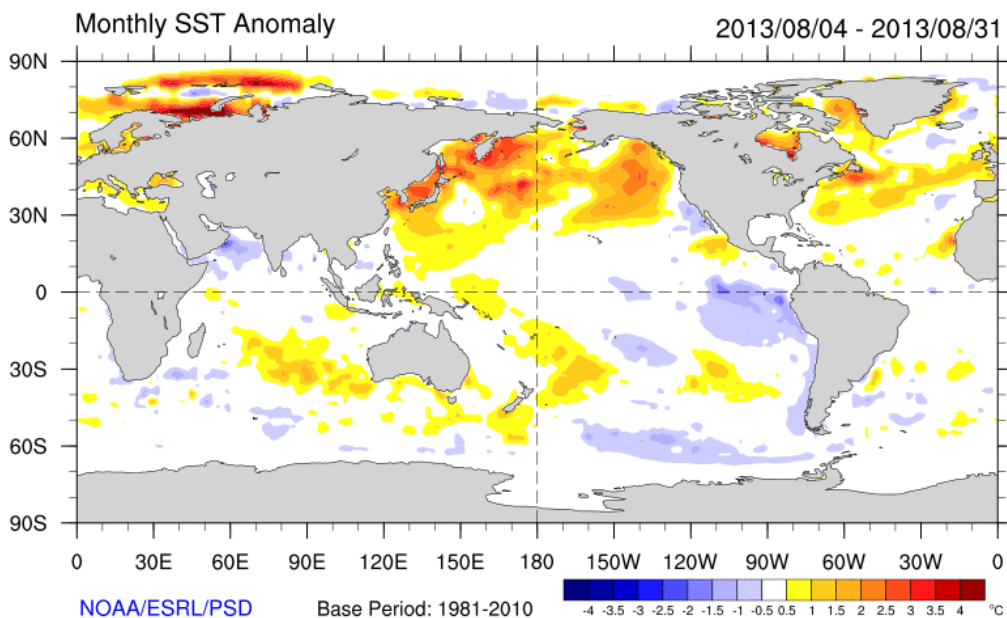 Monthly SST Anomaly 2013/08/04 - 2013/08/31
90N
60N
30N
0
30S
60S
90S
0 30E 60E 90E 120E 150E 180 150W 120W 90W 60W 30W 0
NOAA/ESRL/PSD Base Period: 1981-2010
-4 -3.5 -3 -2.5 -2 -1.5 -1 -0.5 0.5 1 1.5 2 2.5 3 3.5 4 °C